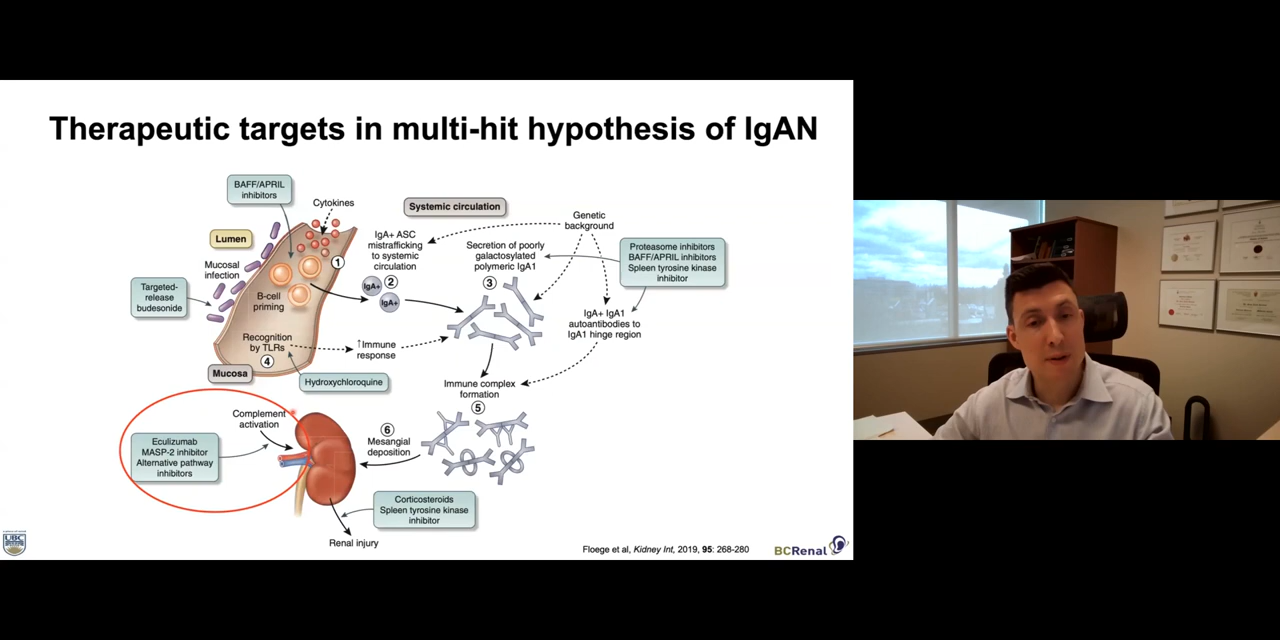 Therapeutic targets in multi-hit hypothesis of IgAN
BAFF/APRIL
inhibitors
Cytokines
Systemic circulation
Genetic
background
Lumen
IgA+ ASC
mistrafficking
to systemic
circulation
Secretion of poorly
galactosylated
polymeric IgA1
Proteasome inhibitors
BAFF/APRIL inhibitors
Spleen tyrosine kinase
inhibitor
Mucosal
infection
1
2
3
IgA+
IgA+
Targeted-
release
budesonide
B-cell
priming
IgA+ IgA1
autoantibodies to
IgA1 hinge region
Recognition
by TLRs
4
↑Immune
response
Mucosa
Hydroxychloroquine
Immune complex
formation
5
Complement
activation
6
Mesangial
deposition
Eculizumab
MASP-2 inhibitor
Alternative pathway
inhibitors
Corticosteroids
Spleen tyrosine kinase
inhibitor
Renal injury
Floege et al, Kidney Int, 2019, 95: 268-280
UBC
BCRenal